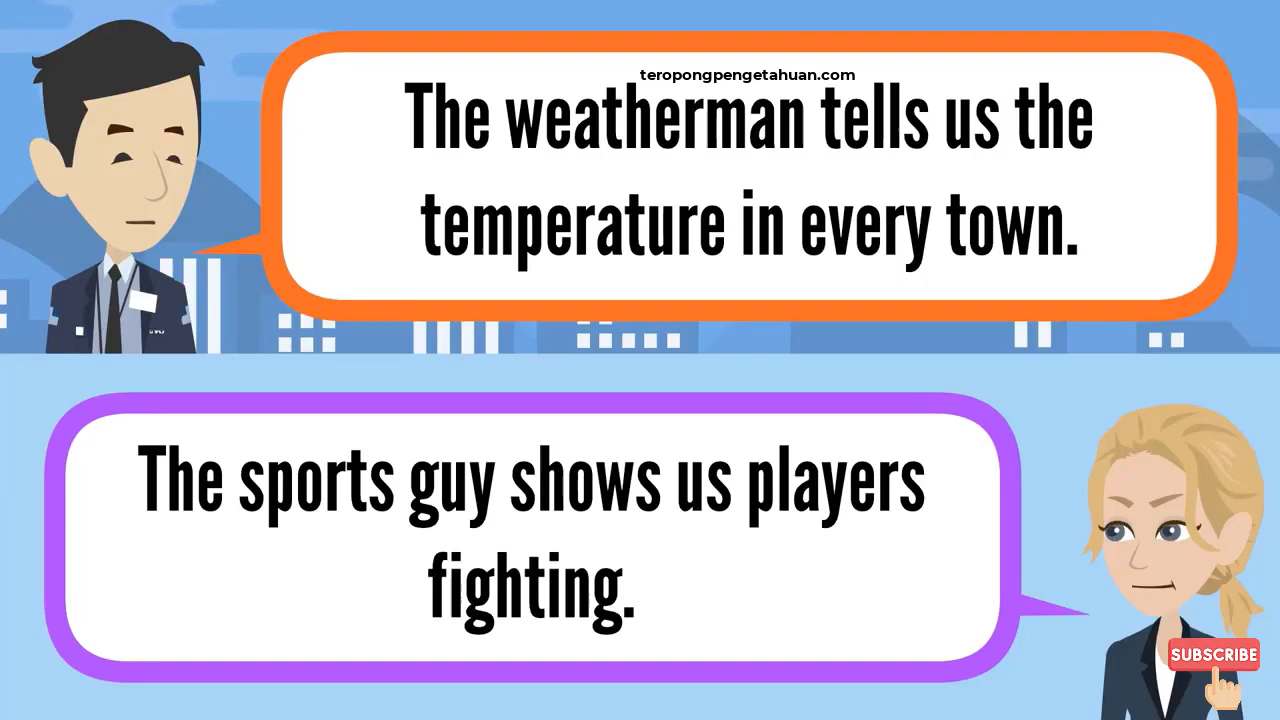 teropongpengetahuan.com
The weatherman tells us the
temperature in every town.
The sports guy shows us players
fighting.
SUBSCRIBE